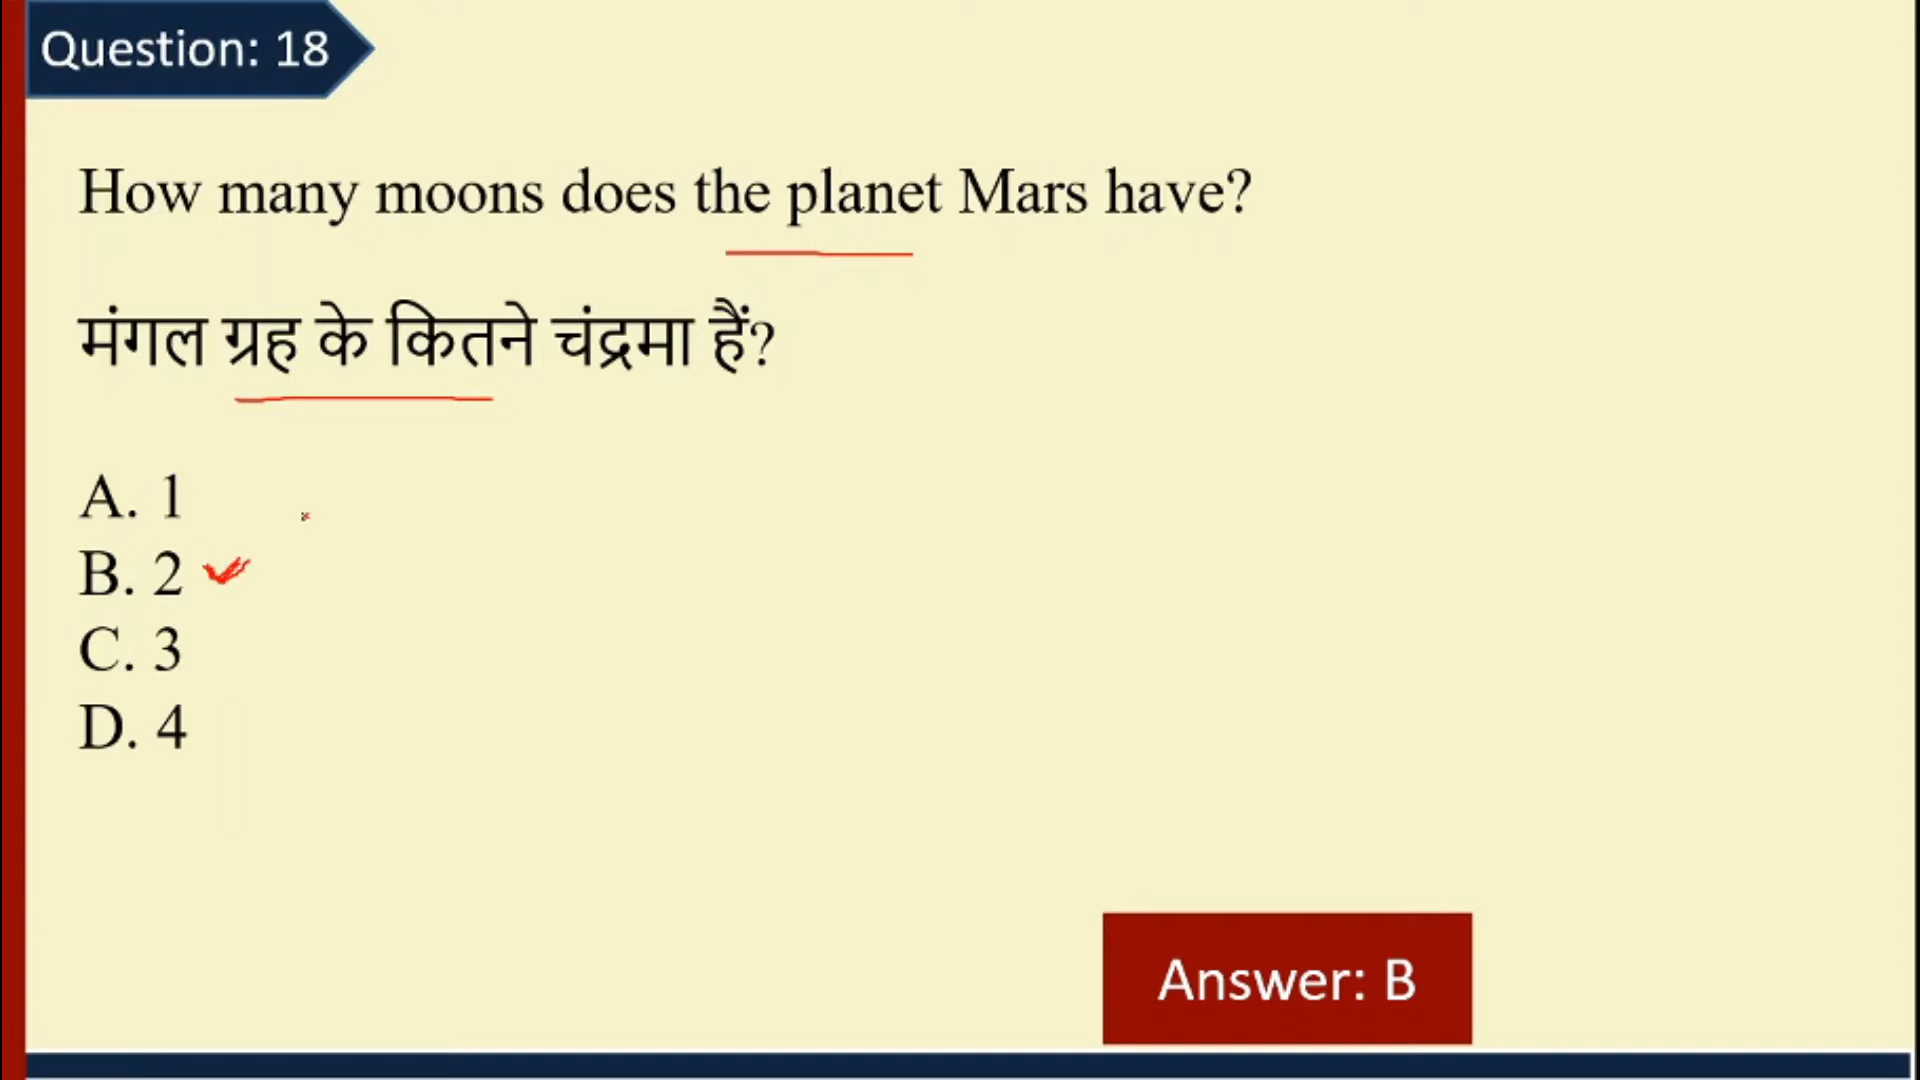 Question: 18
How many moons does the planet Mars have?
मंगल ग्रह के कितने चंद्रमा हैं?
A. 1
B. 2
C. 3
D. 4
Answer: B